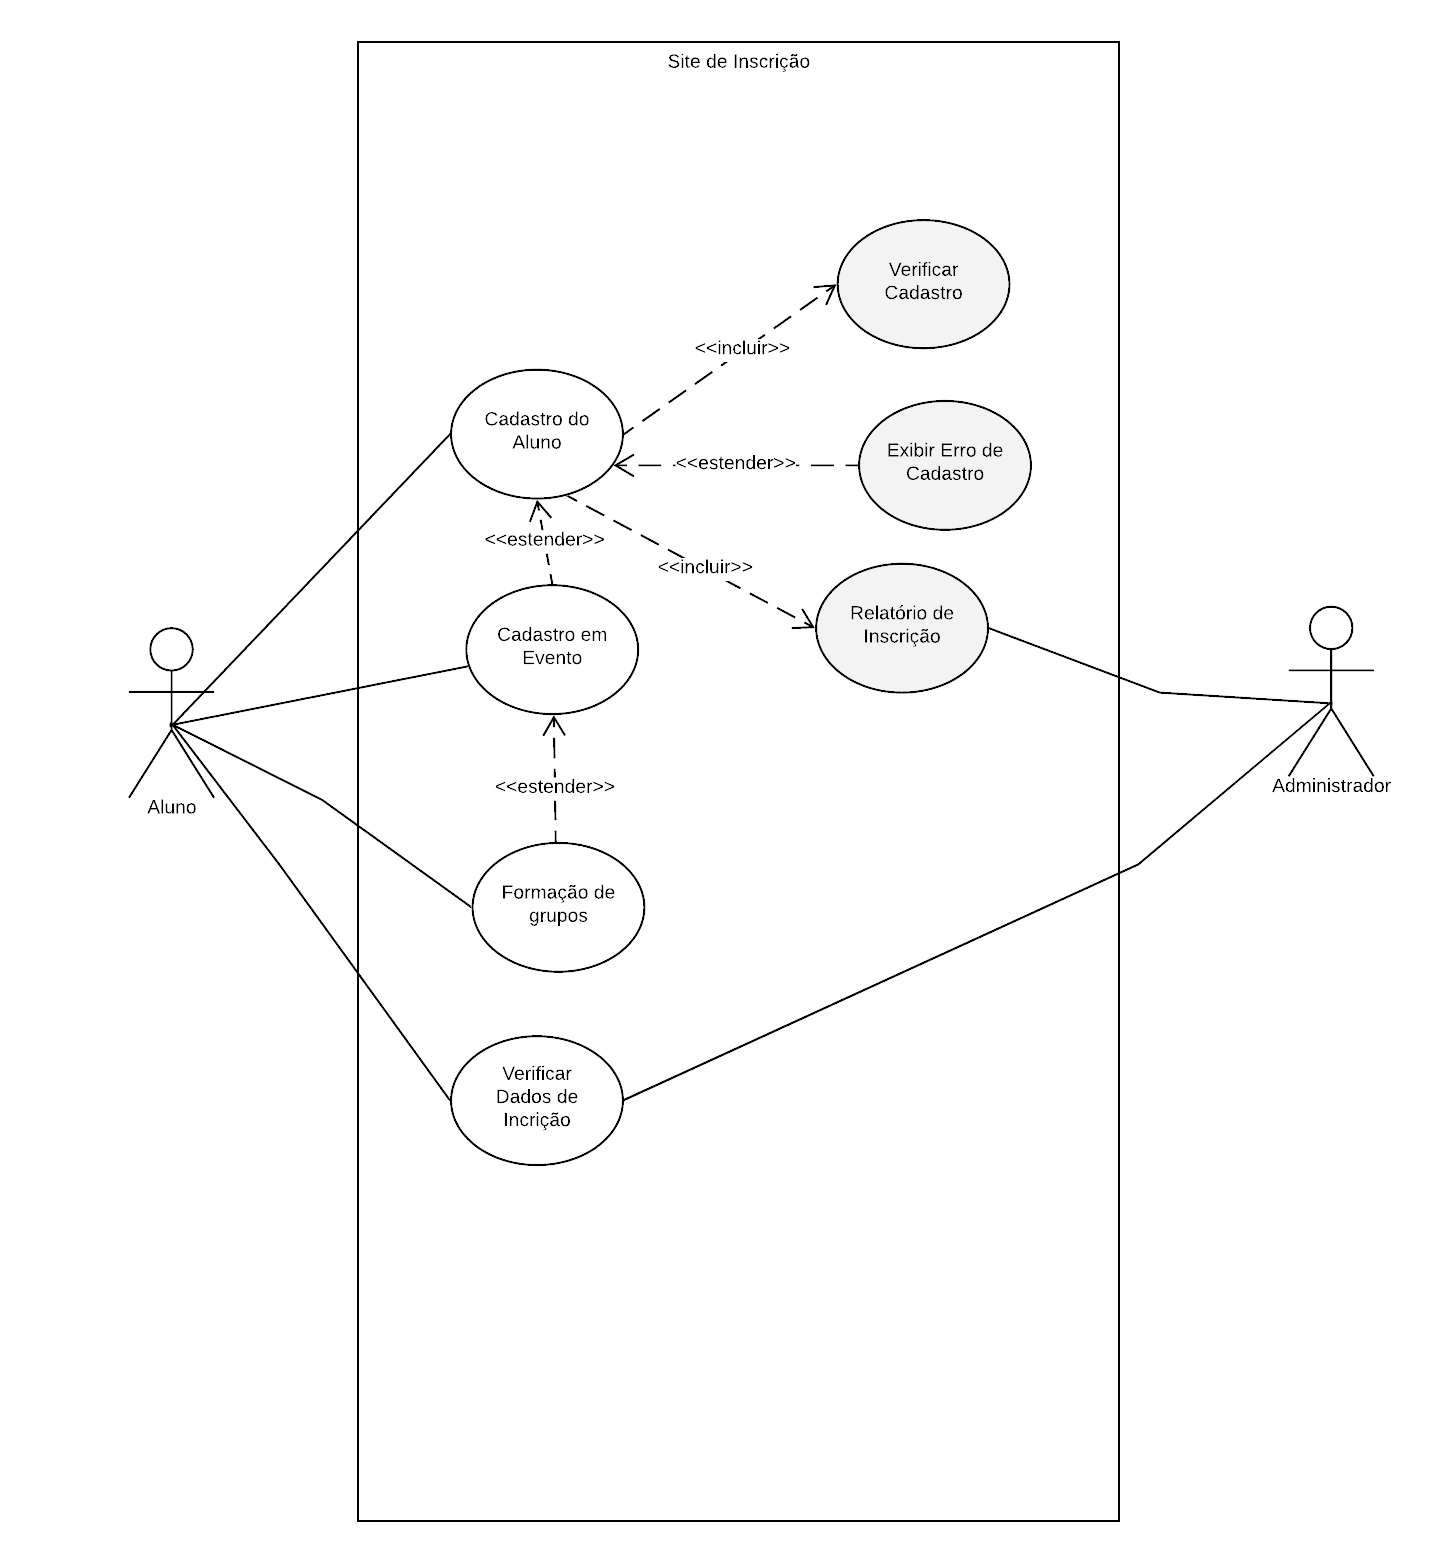 Site de Inscrição
Verificar
Cadastro
<<incluir>>
Cadastro do
Aluno
<<estender>>
Exibir Erro de
Cadastro
<<estender>>
<<incluir>>
Cadastro em
Evento
Relatório de
Inscrição
Aluno
Administrador
<<estender>>
Formação de
grupos
Verificar
Dados de
Incrição